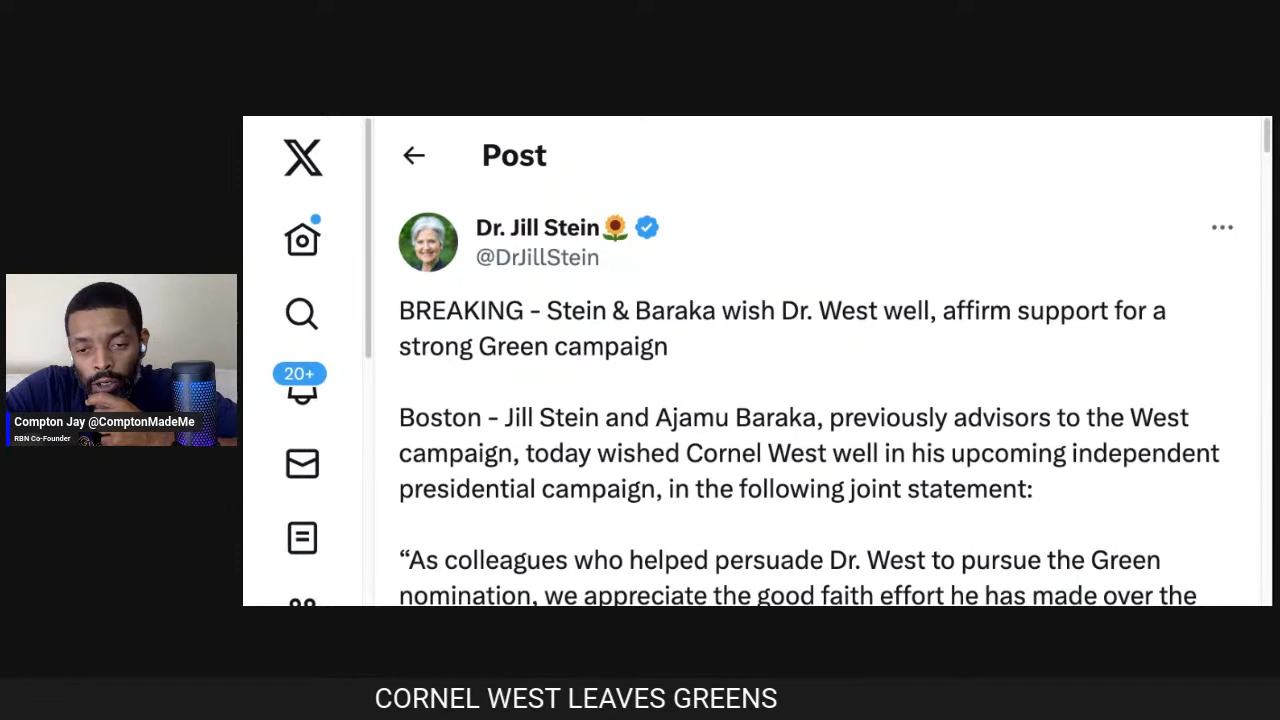 Post
Dr. Jill Stein🌻
@DrJillStein
BREAKING - Stein & Baraka wish Dr. West well, affirm support for a
strong Green campaign
Boston - Jill Stein and Ajamu Baraka, previously advisors to the West
campaign, today wished Cornel West well in his upcoming independent
presidential campaign, in the following joint statement:
“As colleagues who helped persuade Dr. West to pursue the Green
nomination, we appreciate the good faith effort he has made over the
20+
Compton Jay @ComptonMadeMe
RBN Co-Founder
CORNEL WEST LEAVES GREENS